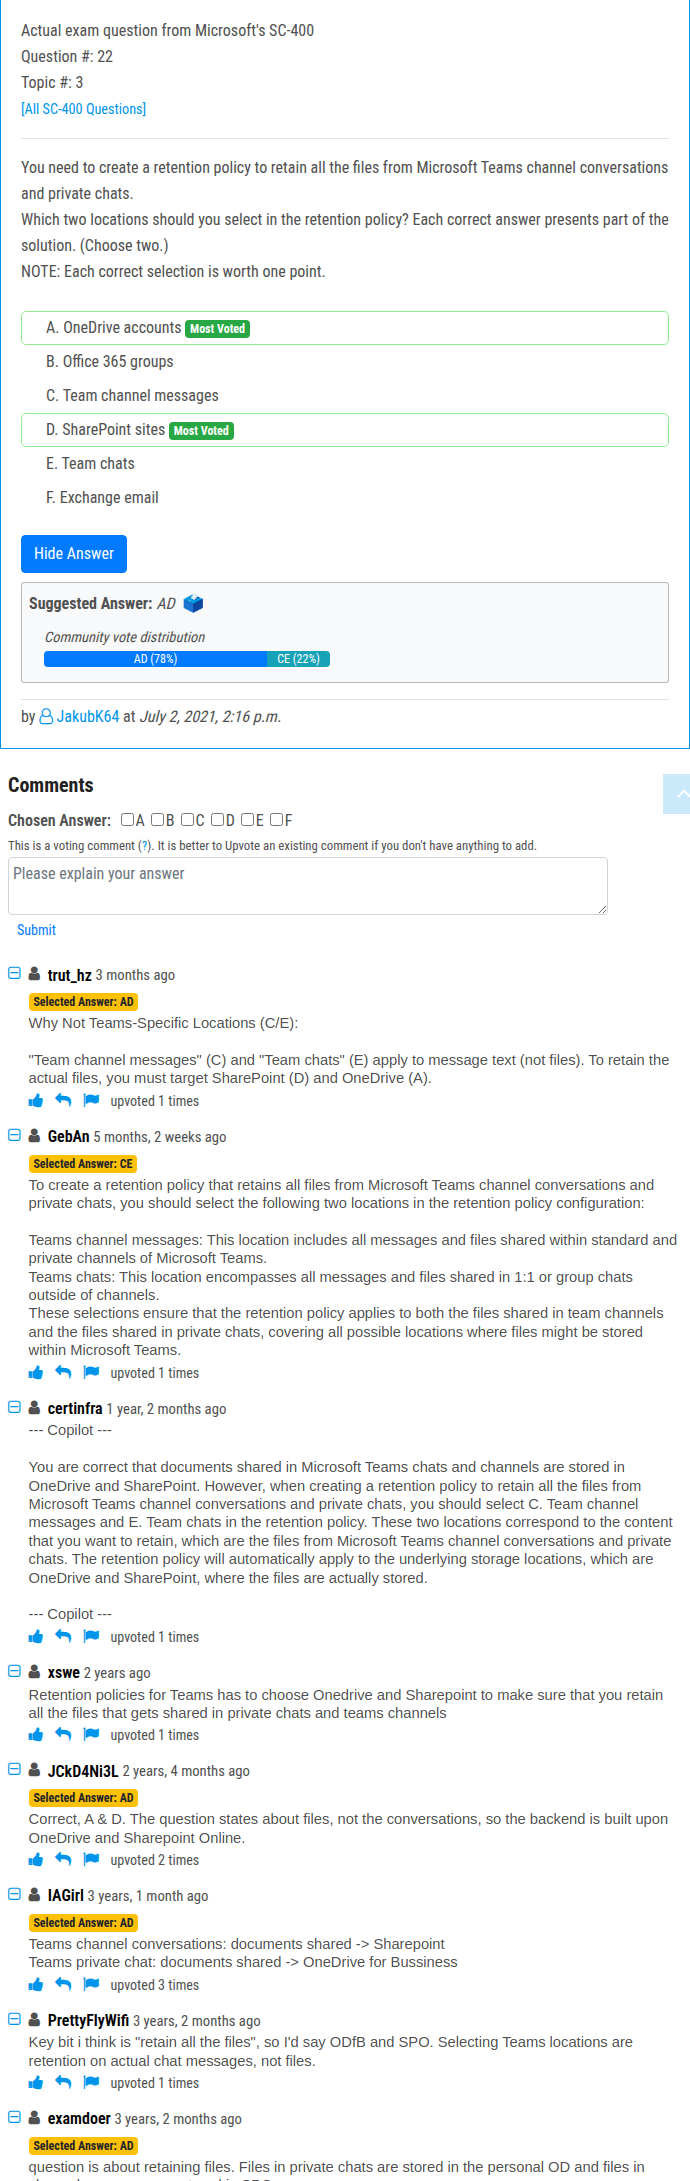 Actual exam question from Microsoft's SC-400
Question #: 22
Topic #: 3
[All SC-400 Questions]
You need to create a retention policy to retain all the files from Microsoft Teams channel conversations
and private chats.
Which two locations should you select in the retention policy? Each correct answer presents part of the
solution. (Choose two.)
NOTE: Each correct selection is worth one point.
A. OneDrive accounts Most Voted
B. Office 365 groups
C. Team channel messages
D. SharePoint sites Most Voted
E. Team chats
F. Exchange email
Hide Answer
Suggested Answer: AD
Community vote distribution
AD (78%) CE (22%)
by JakubK64 at July 2, 2021, 2:16 p.m.
Comments
Chosen Answer: A B C D E F
This is a voting comment (?). It is better to Upvote an existing comment if you don't have anything to add.
Please explain your answer
Submit
trut_hz 3 months ago
Selected Answer: AD
Why Not Teams-Specific Locations (C/E):
"Team channel messages" (C) and "Team chats" (E) apply to message text (not files). To retain the
actual files, you must target SharePoint (D) and OneDrive (A).
upvoted 1 times
GebAn 5 months, 2 weeks ago
Selected Answer: CE
To create a retention policy that retains all files from Microsoft Teams channel conversations and
private chats, you should select the following two locations in the retention policy configuration:
Teams channel messages: This location includes all messages and files shared within standard and
private channels of Microsoft Teams.
Teams chats: This location encompasses all messages and files shared in 1:1 or group chats
outside of channels.
These selections ensure that the retention policy applies to both the files shared in team channels
and the files shared in private chats, covering all possible locations where files might be stored
within Microsoft Teams.
upvoted 1 times
certinfra 1 year, 2 months ago
--- Copilot ---
You are correct that documents shared in Microsoft Teams chats and channels are stored in
OneDrive and SharePoint. However, when creating a retention policy to retain all the files from
Microsoft Teams channel conversations and private chats, you should select C. Team channel
messages and E. Team chats in the retention policy. These two locations correspond to the content
that you want to retain, which are the files from Microsoft Teams channel conversations and private
chats. The retention policy will automatically apply to the underlying storage locations, which are
OneDrive and SharePoint, where the files are actually stored.
--- Copilot ---
upvoted 1 times
xswe 2 years ago
Retention policies for Teams has to choose Onedrive and Sharepoint to make sure that you retain
all the files that gets shared in private chats and teams channels
upvoted 1 times
JCkD4Ni3L 2 years, 4 months ago
Selected Answer: AD
Correct, A & D. The question states about files, not the conversations, so the backend is built upon
OneDrive and Sharepoint Online.
upvoted 2 times
IAGirl 3 years, 1 month ago
Selected Answer: AD
Teams channel conversations: documents shared -> Sharepoint
Teams private chat: documents shared -> OneDrive for Bussiness
upvoted 3 times
PrettyFlyWifi 3 years, 2 months ago
Key bit i think is "retain all the files", so I'd say ODfB and SPO. Selecting Teams locations are
retention on actual chat messages, not files.
upvoted 1 times
examdoer 3 years, 2 months ago
Selected Answer: AD
question is about retaining files. Files in private chats are stored in the personal OD and files in